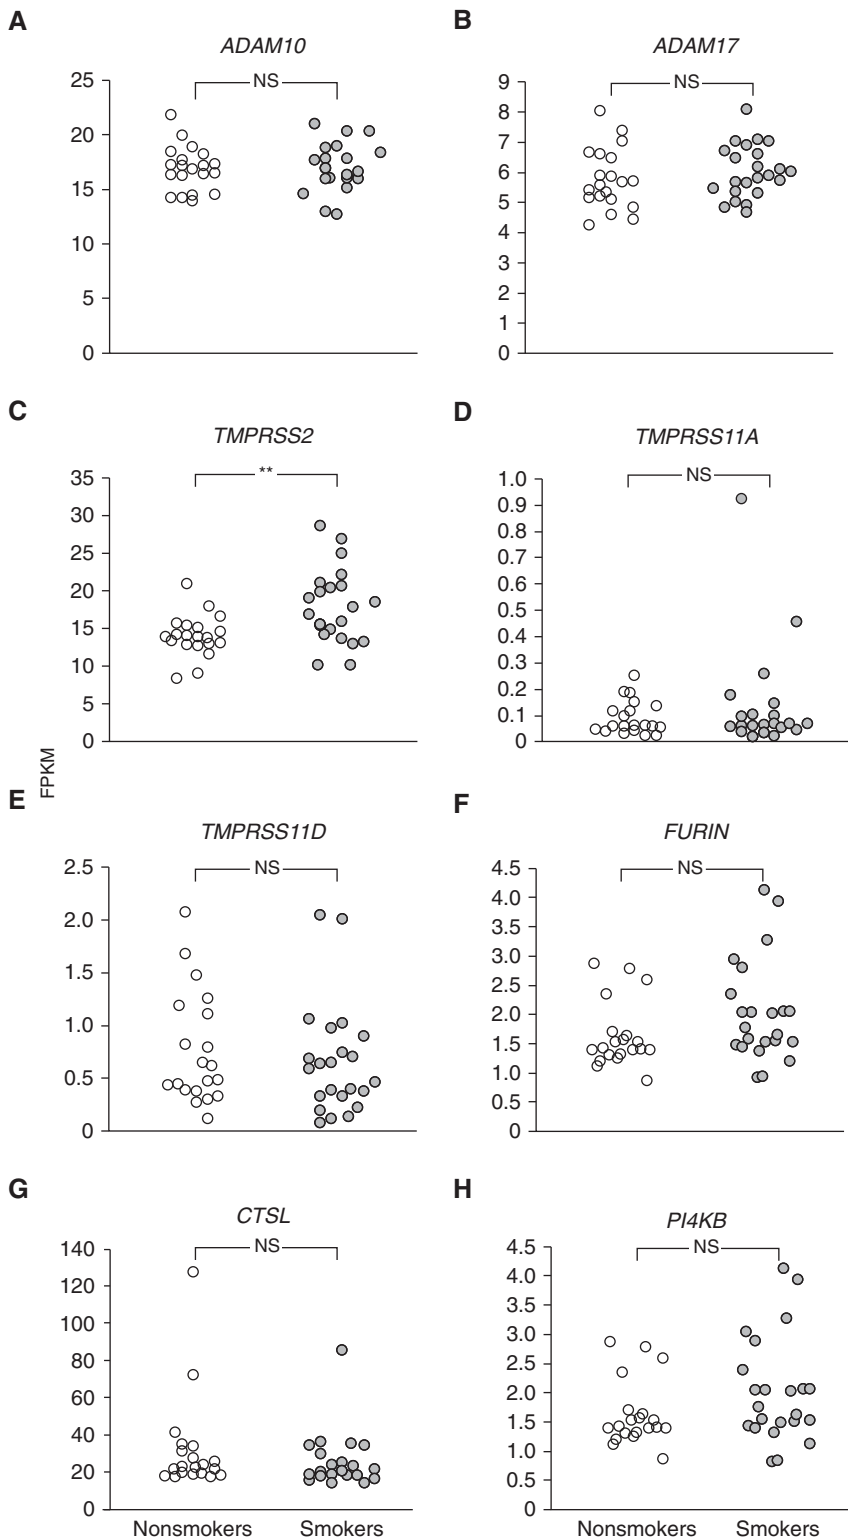 A
ADAM10
NS
25
20
15
10
5
0
B
ADAM17
NS
9
8
7
6
5
4
3
2
1
0
C
TMPRSS2
**
35
30
25
20
15
10
5
0
D
TMPRSS11A
NS
1.0
0.9
0.8
0.7
0.6
0.5
0.4
0.3
0.2
0.1
0
FPKM
E
TMPRSS11D
NS
2.5
2.0
1.5
1.0
0.5
0
F
FURIN
NS
4.5
4.0
3.5
3.0
2.5
2.0
1.5
1.0
0.5
0
G
CTSL
NS
140
120
100
80
60
40
20
0
Nonsmokers Smokers
H
PI4KB
NS
4.5
4.0
3.5
3.0
2.5
2.0
1.5
1.0
0.5
0
Nonsmokers Smokers